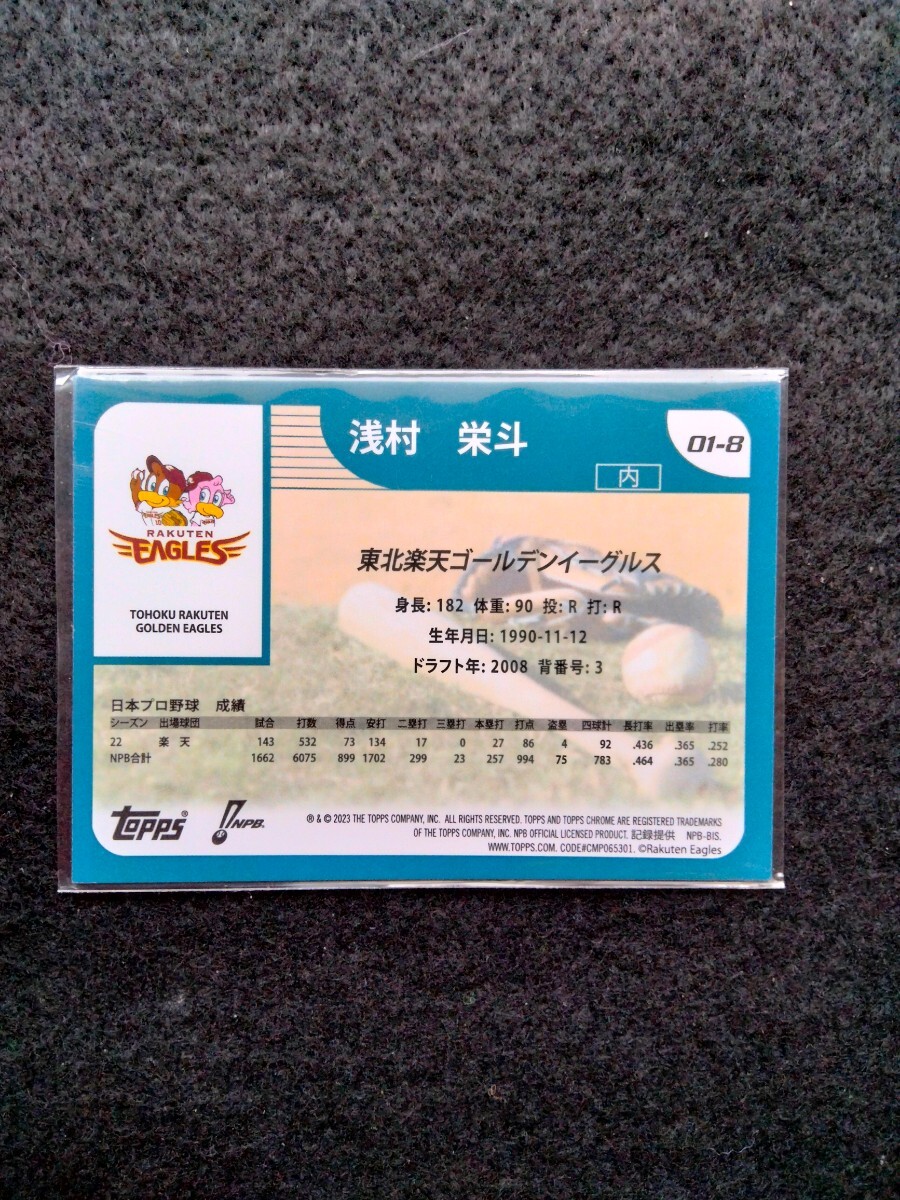 浅村 栄斗
01-8
内
RAKUTEN
EAGLES
TOHOKU RAKUTEN
GOLDEN EAGLES
東北楽天ゴールデンイーグルス
身長: 182 体重: 90 投: R 打: R
生年月日: 1990-11-12
ドラフト年: 2008 背番号: 3
日本プロ野球 成績
シーズン 出場球団 試合 打数 得点 安打 二塁打 三塁打 本塁打 打点 盗塁 四球計 長打率 出塁率 打率
22 楽 天 143 532 73 134 17 0 27 86 4 92 .436 .365 .252
NPB合計 1662 6075 899 1702 299 23 257 994 75 783 .464 .365 .280
topps®
NPB.
® & © 2023 THE TOPPS COMPANY, INC. ALL RIGHTS RESERVED. TOPPS AND TOPPS CHROME ARE REGISTERED TRADEMARKS
OF THE TOPPS COMPANY, INC. NPB OFFICIAL LICENSED PRODUCT. 記録提供 NPB-BIS.
WWW.TOPPS.COM. CODE#CMP065301. ©Rakuten Eagles